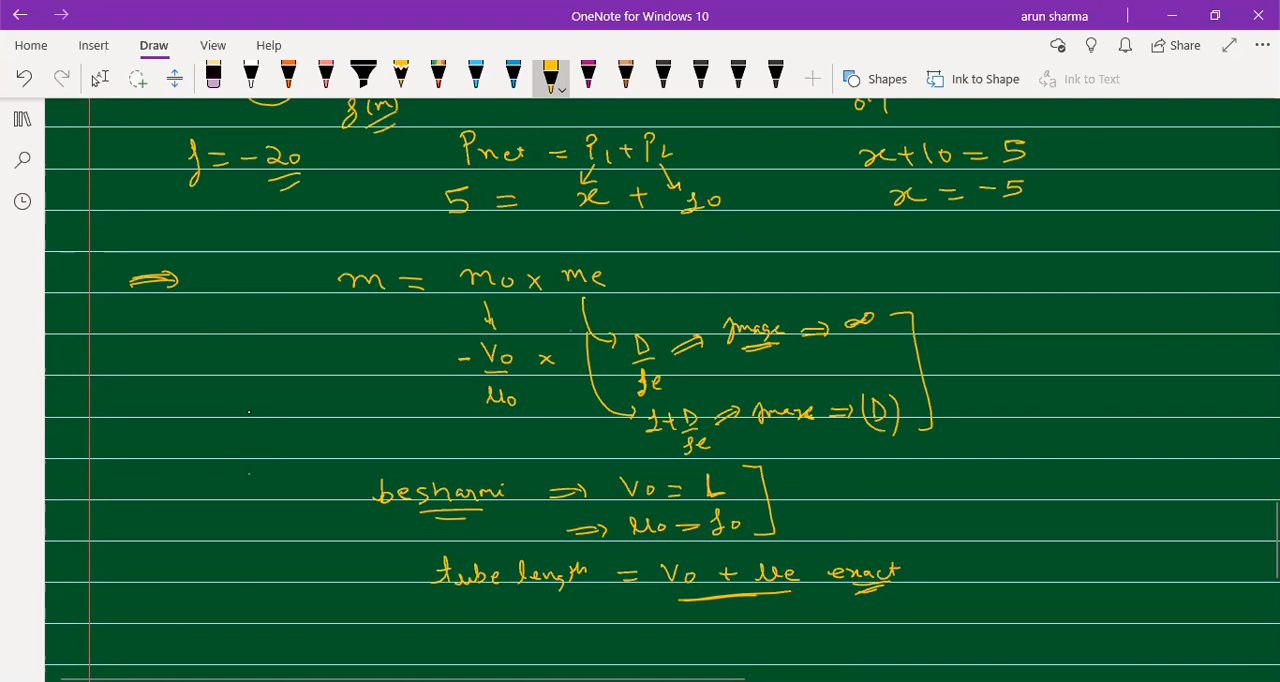 OneNote for Windows 10
arun sharma
Home Insert Draw View Help
Share
Shapes Ink to Shape Ink to Text
f(m)
f = -20
Pnet = P1 + P2
x+10 = 5
5 = x + 10
x = -5
⇒ m = mo x me
- Vo/uo x
D/fe ⇒ image ⇒ ∞
1+D/fe ⇒ image ⇒ (D)
besharmi ⇒ Vo = L
⇒ uo = fo
tube length = Vo + ue exact